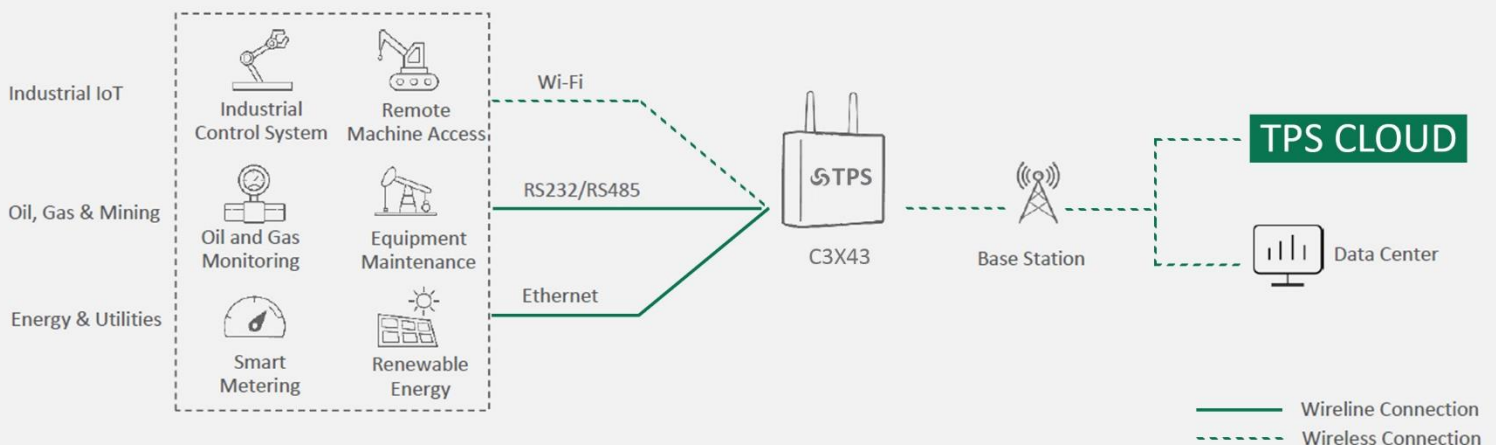 Industrial IoT
Industrial
Control System
Remote
Machine Access
Wi-Fi
Oil, Gas & Mining
Oil and Gas
Monitoring
Equipment
Maintenance
RS232/RS485
Energy & Utilities
Smart
Metering
Renewable
Energy
Ethernet
TPS
C3X43
Base Station
TPS CLOUD
Data Center
Wireline Connection
Wireless Connection